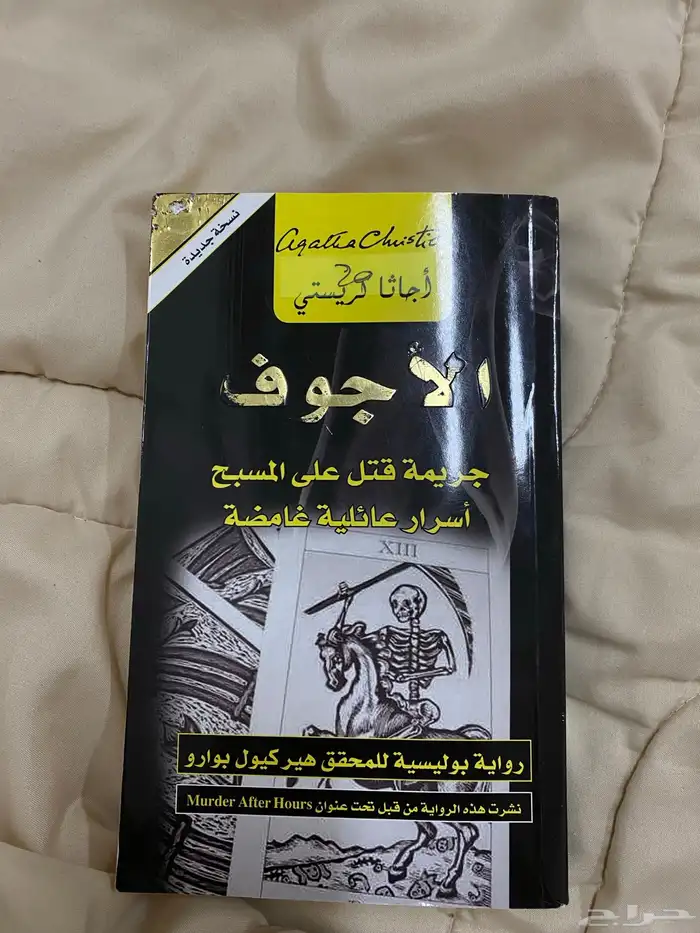 نسخة جديدة
Agatha Christie
20
أجاثا كريستي
الأجوف
جريمة قتل على المسبح
أسرار عائلية غامضة
XIII
رواية بوليسية للمحقق هيركيول بوارو
نشرت هذه الرواية من قبل تحت عنوان Murder After Hours
حراج